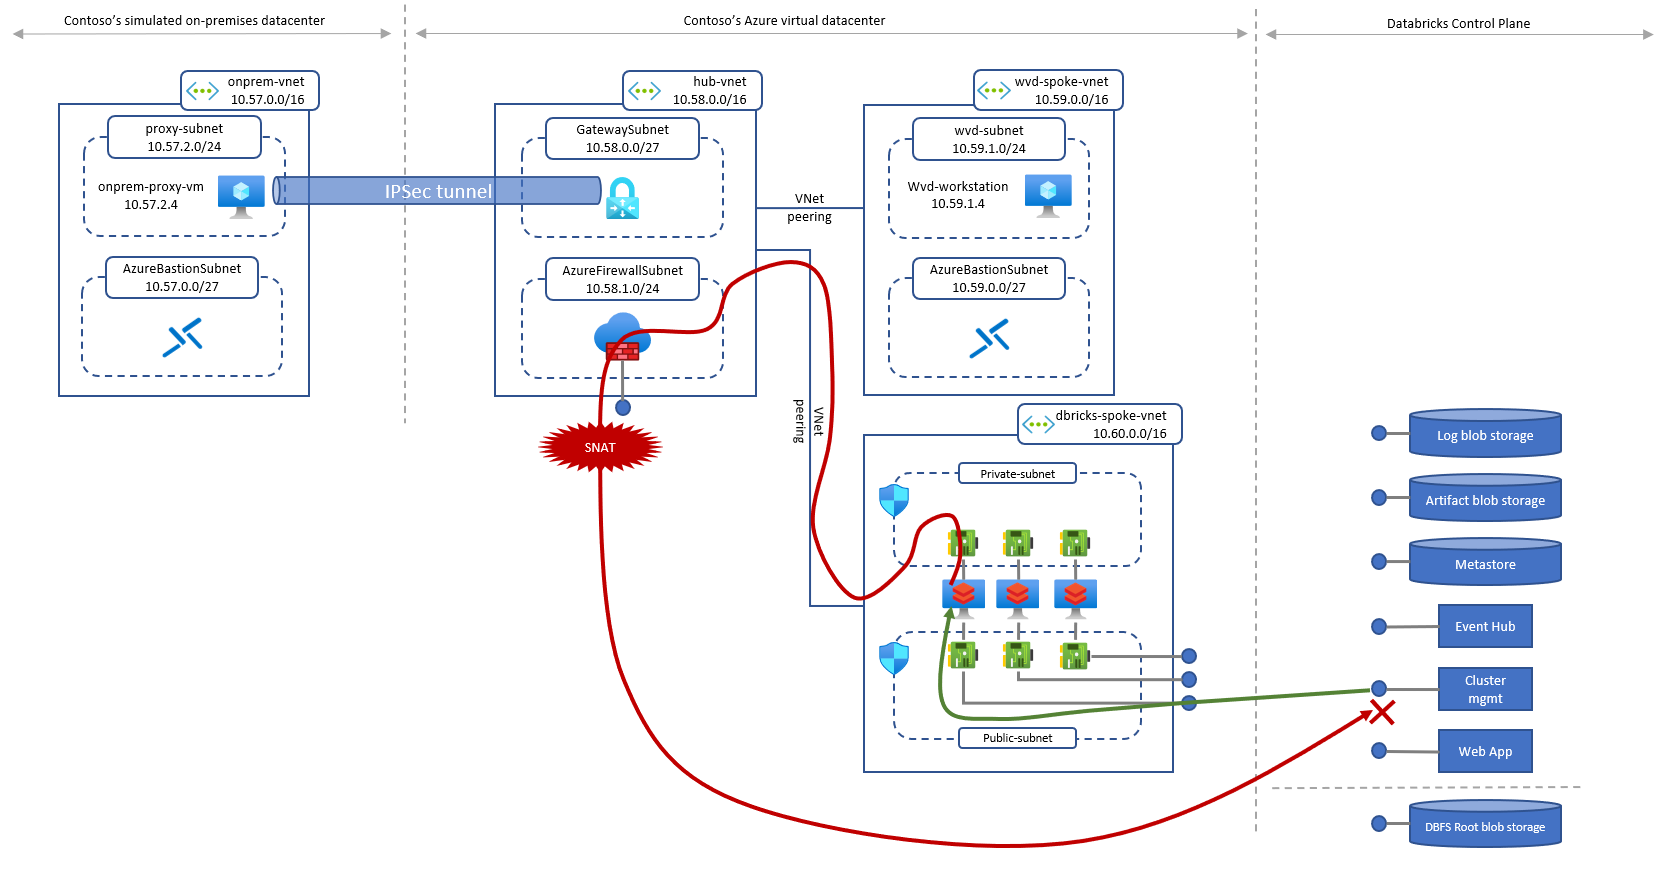 Contoso's simulated on-premises datacenter
Contoso's Azure virtual datacenter
Databricks Control Plane
onprem-vnet
10.57.0.0/16
proxy-subnet
10.57.2.0/24
onprem-proxy-vm
10.57.2.4
AzureBastionSubnet
10.57.0.0/27
IPSec tunnel
hub-vnet
10.58.0.0/16
GatewaySubnet
10.58.0.0/27
AzureFirewallSubnet
10.58.1.0/24
SNAT
VNet
peering
VNet
peering
wvd-spoke-vnet
10.59.0.0/16
wvd-subnet
10.59.1.0/24
Wvd-workstation
10.59.1.4
AzureBastionSubnet
10.59.0.0/27
dbricks-spoke-vnet
10.60.0.0/16
Private-subnet
Public-subnet
Log blob storage
Artifact blob storage
Metastore
Event Hub
Cluster
mgmt
Web App
DBFS Root blob storage